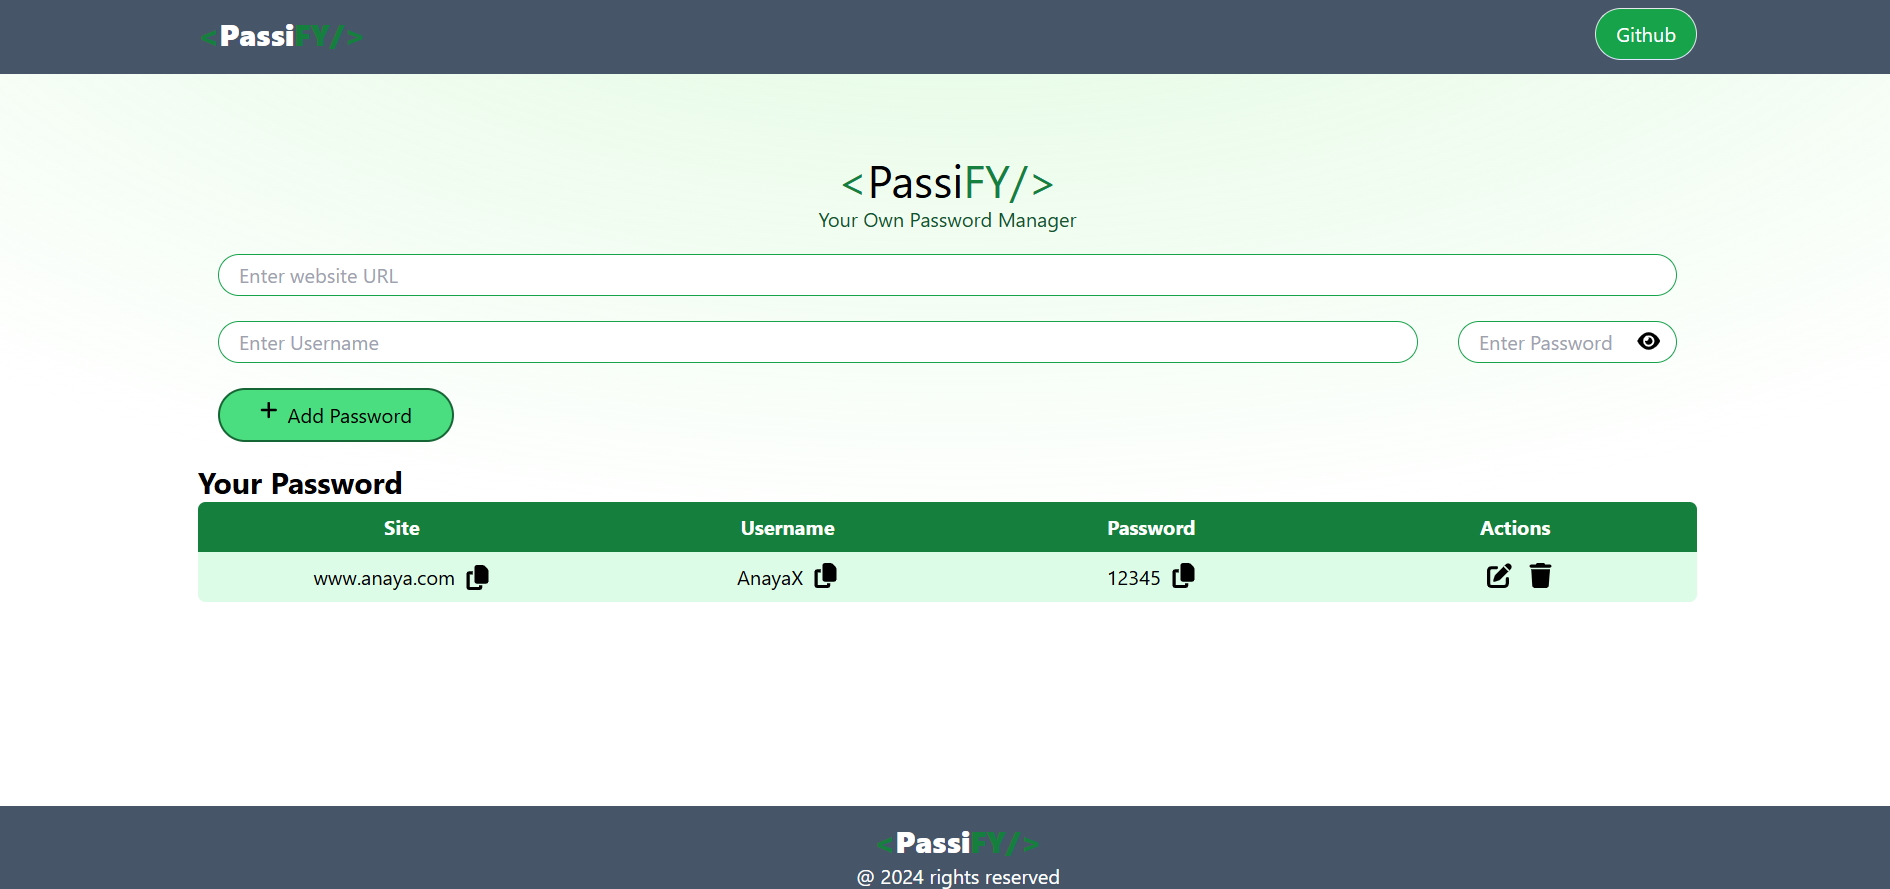 <PassiFY/>
Github
<PassiFY/>
Your Own Password Manager
Enter website URL
Enter Username
Enter Password
+ Add Password
Your Password
Site Username Password Actions
www.anaya.com AnayaX 12345
<PassiFY/>
@ 2024 rights reserved